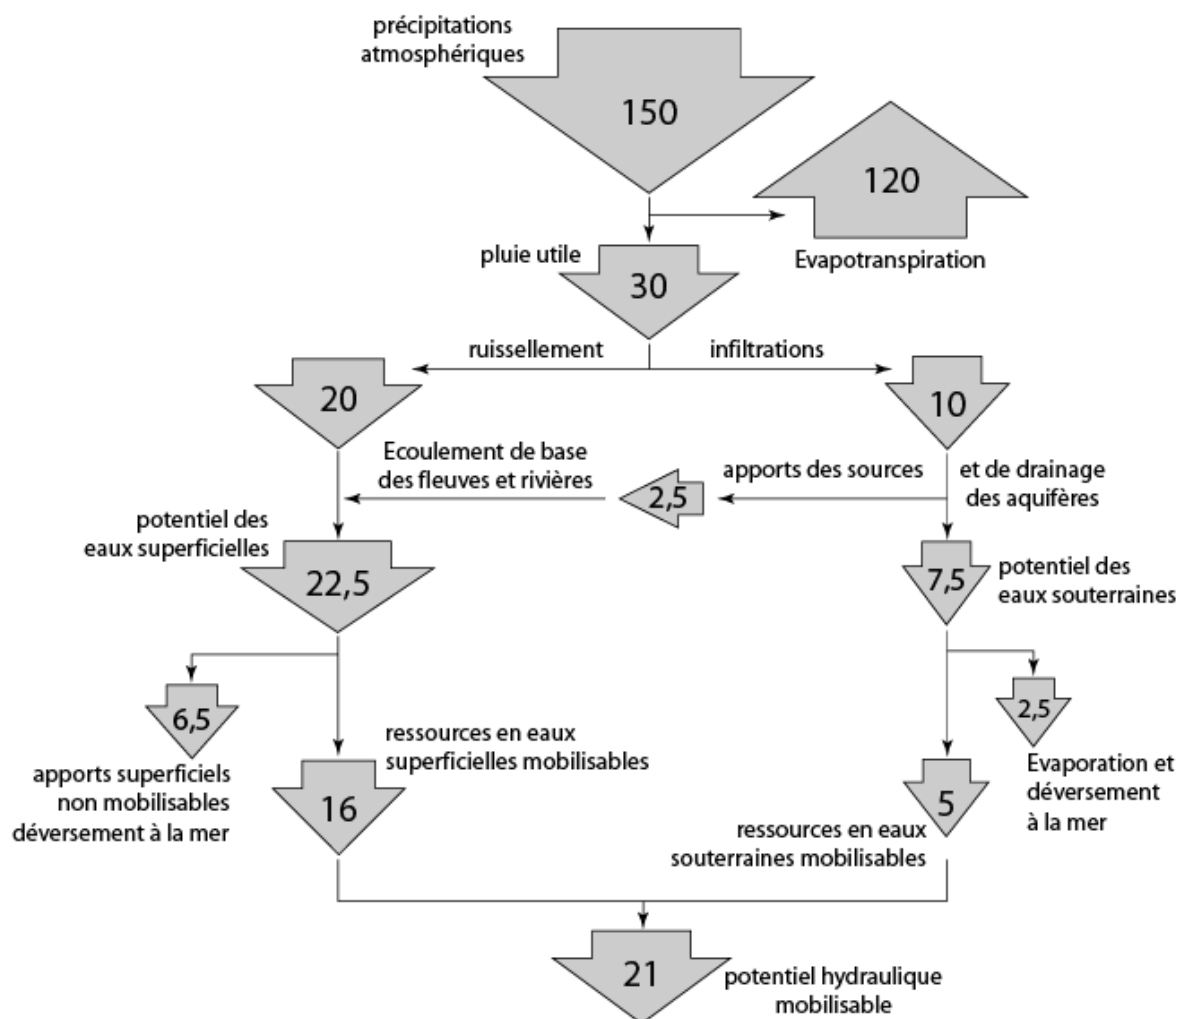 précipitations
atmosphériques
150
120
Evapotranspiration
pluie utile
30
ruissellement
infiltrations
20
10
Ecoulement de base
des fleuves et rivières
2,5
apports des sources
et de drainage
des aquifères
potentiel des
eaux superficielles
22,5
7,5
potentiel des
eaux souterraines
6,5
apports superficiels
non mobilisables
déversement à la mer
ressources en eaux
superficielles mobilisables
16
5
ressources en eaux
souterraines mobilisables
2,5
Evaporation et
déversement
à la mer
21
potentiel hydraulique
mobilisable